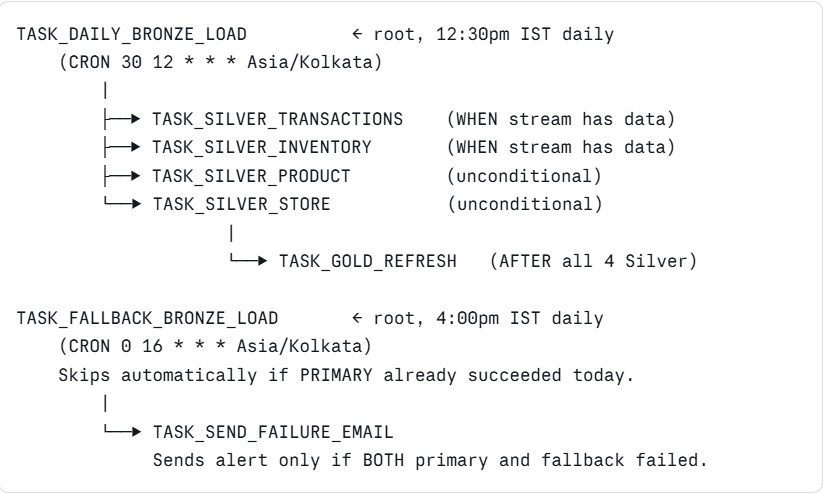 TASK_DAILY_BRONZE_LOAD ← root, 12:30pm IST daily
(CRON 30 12 * * * Asia/Kolkata)
|
├──► TASK_SILVER_TRANSACTIONS (WHEN stream has data)
├──► TASK_SILVER_INVENTORY (WHEN stream has data)
├──► TASK_SILVER_PRODUCT (unconditional)
└──► TASK_SILVER_STORE (unconditional)
|
└──► TASK_GOLD_REFRESH (AFTER all 4 Silver)
TASK_FALLBACK_BRONZE_LOAD ← root, 4:00pm IST daily
(CRON 0 16 * * * Asia/Kolkata)
Skips automatically if PRIMARY already succeeded today.
|
└──► TASK_SEND_FAILURE_EMAIL
Sends alert only if BOTH primary and fallback failed.